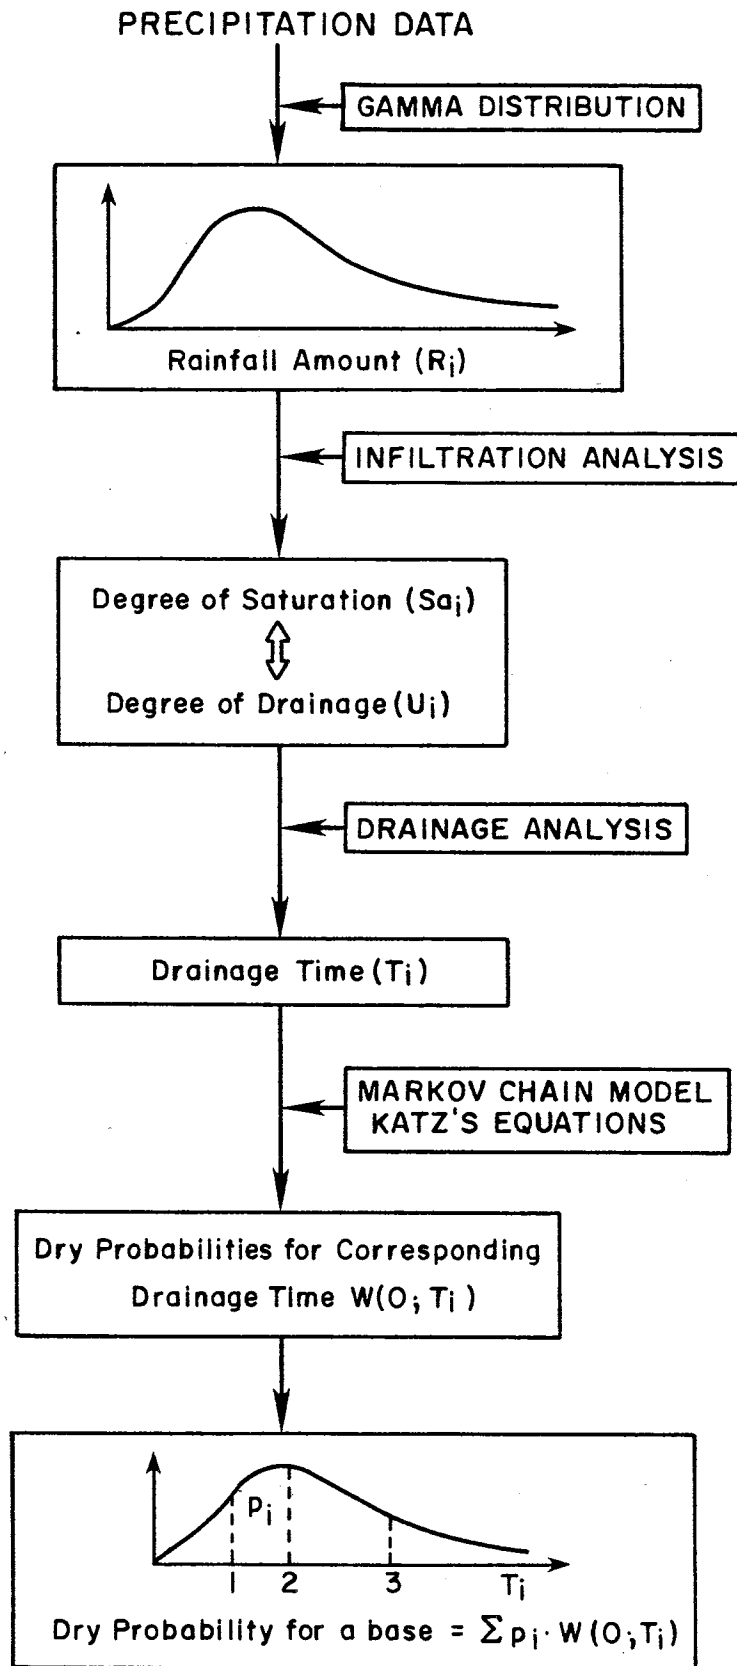 PRECIPITATION DATA
GAMMA DISTRIBUTION
Rainfall Amount (Ri)
INFILTRATION ANALYSIS
Degree of Saturation (Sai)
Degree of Drainage (Ui)
DRAINAGE ANALYSIS
Drainage Time (Ti)
MARKOV CHAIN MODEL
KATZ'S EQUATIONS
Dry Probabilities for Corresponding
Drainage Time W(O; Ti)
Pi
1 2 3 Ti
Dry Probability for a base = Σ pi · W(O; Ti)